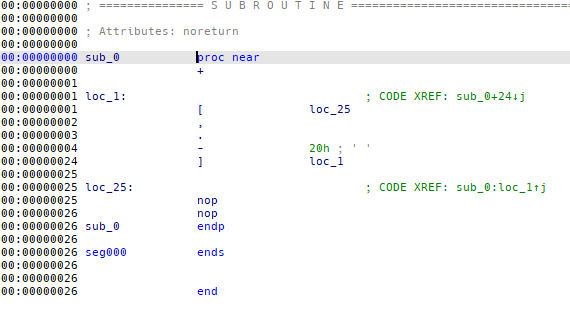 00:00000000 ; =============== S U B R O U T I N E =======================================
00:00000000
00:00000000 ; Attributes: noreturn
00:00000000
00:00000000 sub_0 proc near
00:00000000 +
00:00000001
00:00000001 loc_1: ; CODE XREF: sub_0+24↓j
00:00000001 [ loc_25
00:00000002 ,
00:00000003 .
00:00000004 - 20h ; ' '
00:00000024 ] loc_1
00:00000025
00:00000025 loc_25: ; CODE XREF: sub_0:loc_1↑j
00:00000025 nop
00:00000026 nop
00:00000026 sub_0 endp
00:00000026
00:00000026 seg000 ends
00:00000026
00:00000026
00:00000026 end